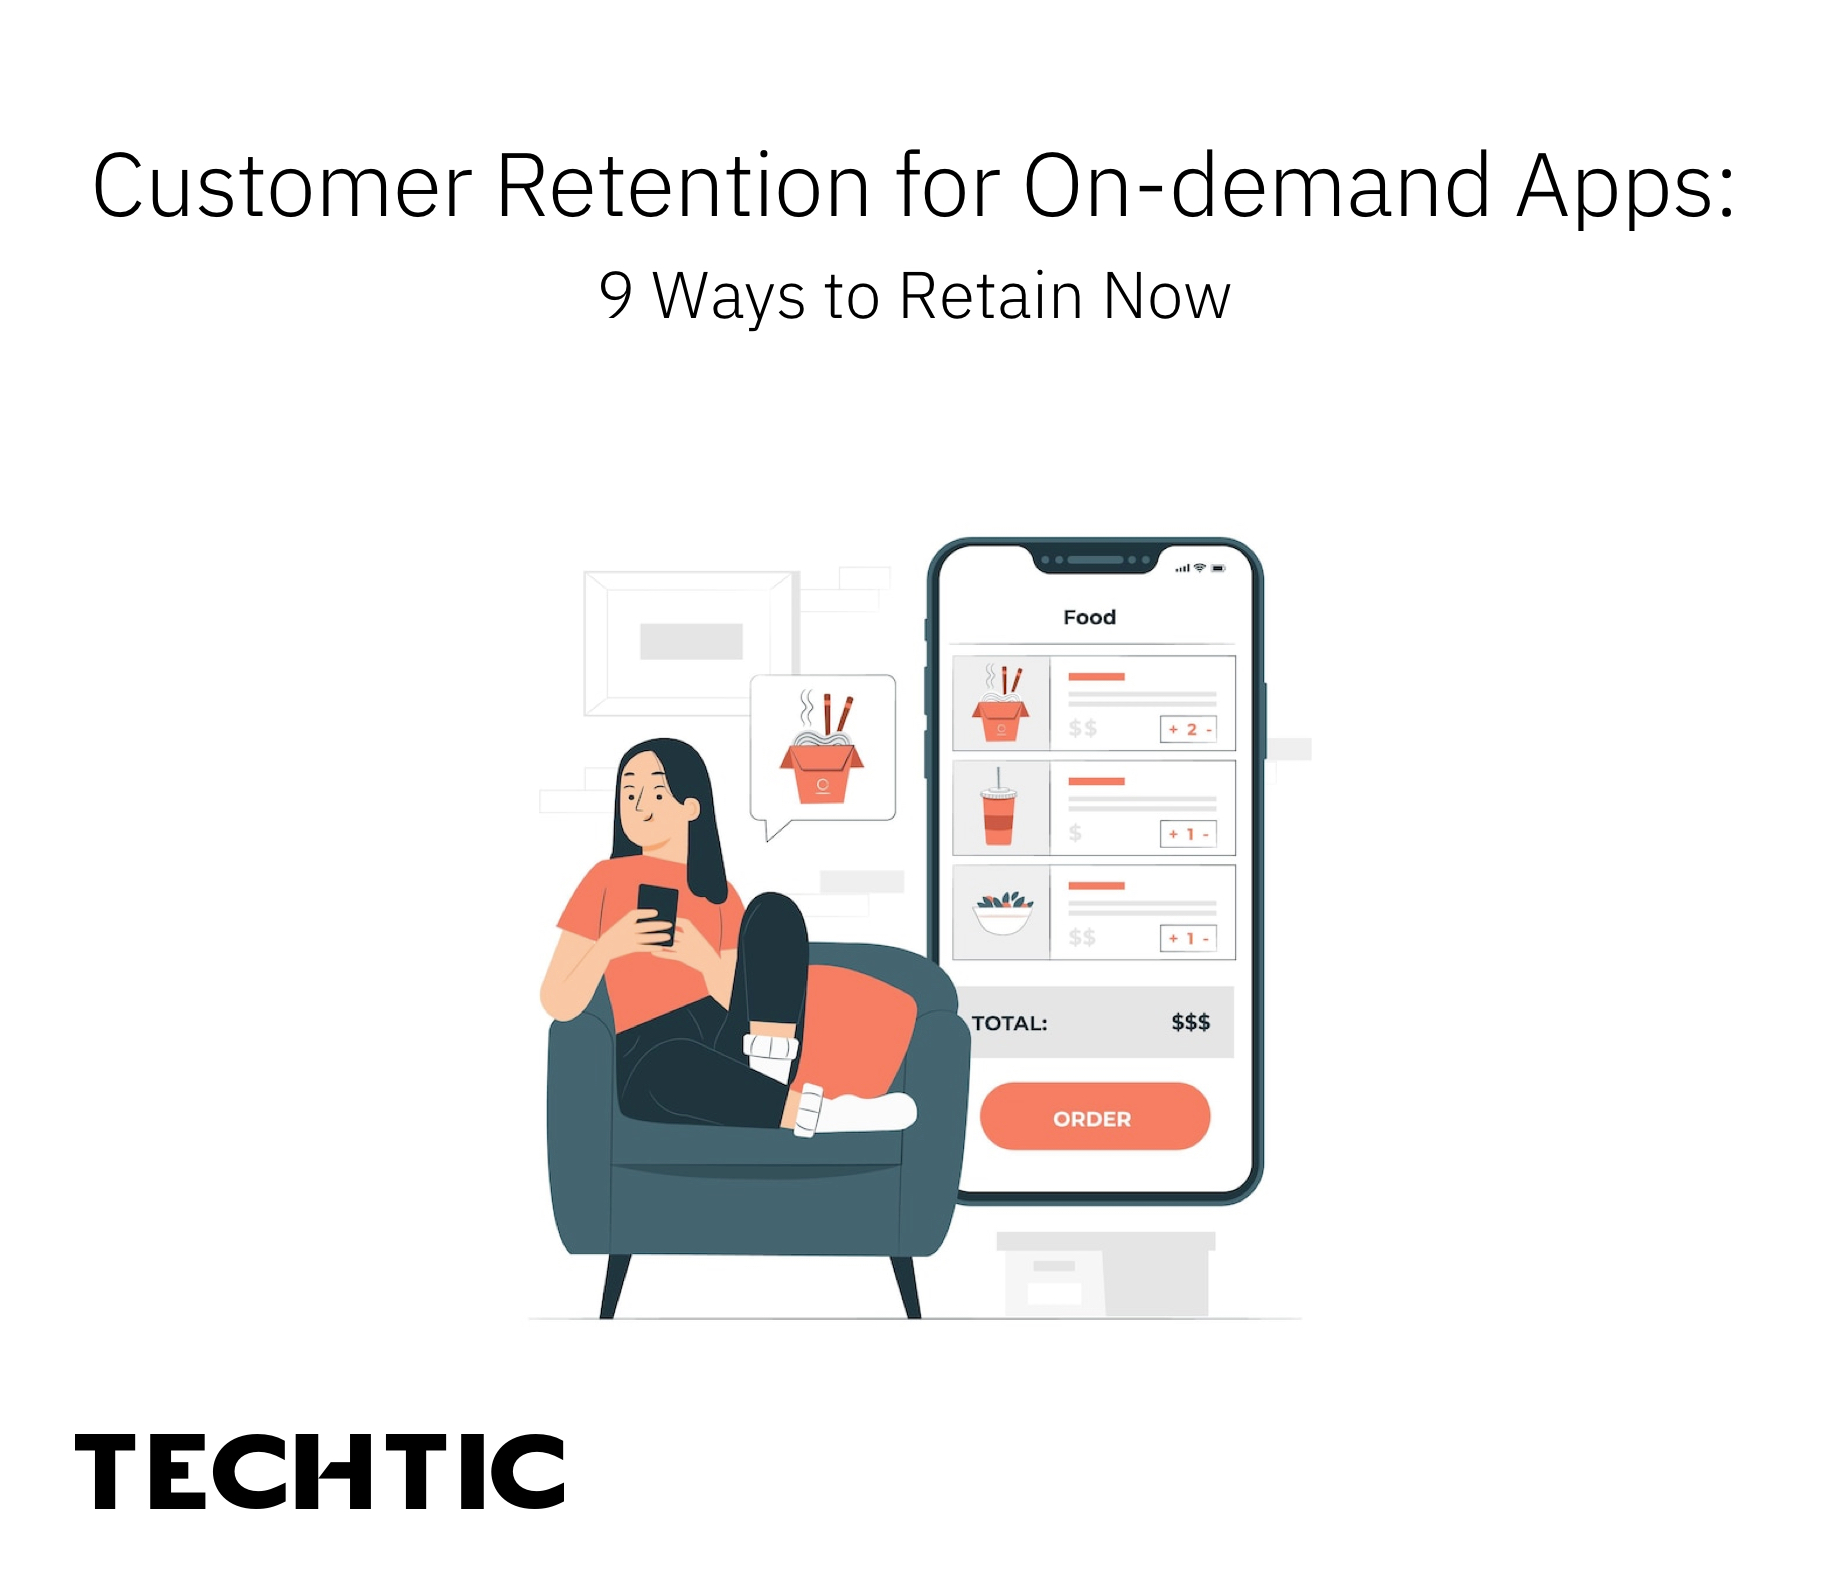 Customer Retention for On-demand Apps:
9 Ways to Retain Now
Food
$$
+ 2 -
$
+ 1 -
$$
+ 1 -
TOTAL: $$$
ORDER
TECHTIC